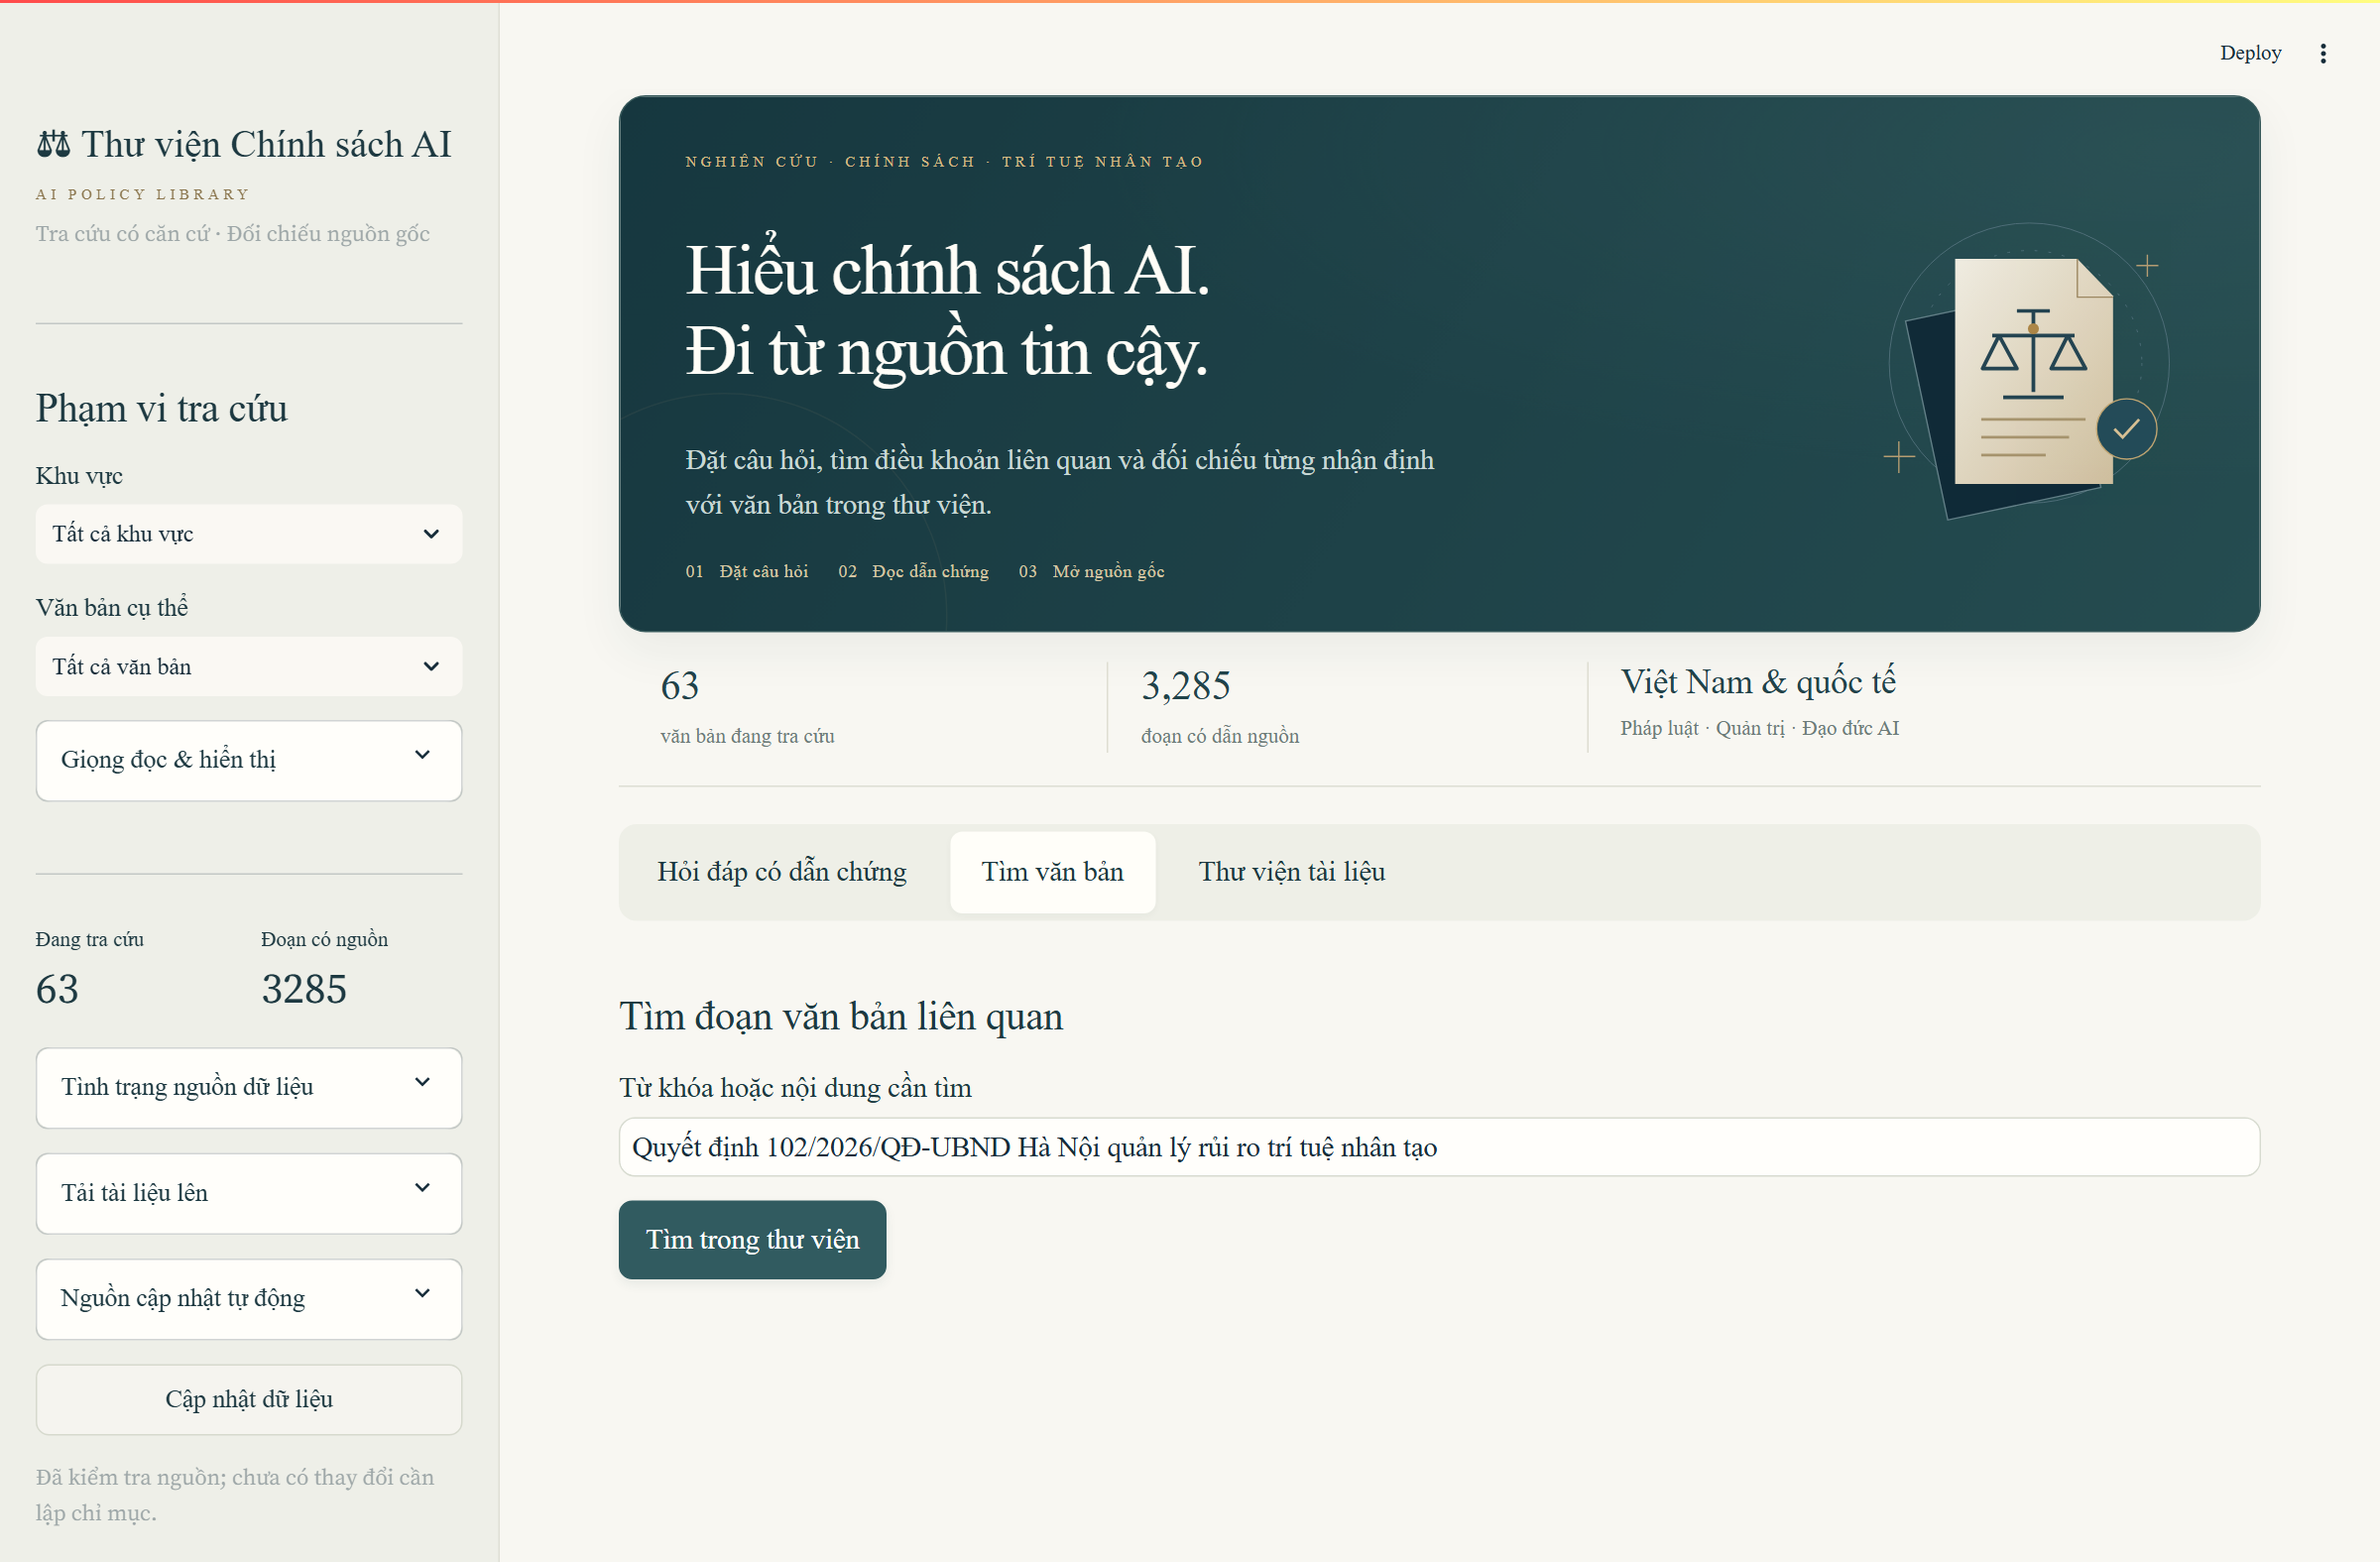 Deploy
Thư viện Chính sách AI
AI POLICY LIBRARY
Tra cứu có căn cứ · Đối chiếu nguồn gốc
Phạm vi tra cứu
Khu vực
Tất cả khu vực
Văn bản cụ thể
Tất cả văn bản
Giọng đọc & hiển thị
Đang tra cứu
63
Đoạn có nguồn
3285
Tình trạng nguồn dữ liệu
Tải tài liệu lên
Nguồn cập nhật tự động
Cập nhật dữ liệu
Đã kiểm tra nguồn; chưa có thay đổi cần
lập chỉ mục.
NGHIÊN CỨU · CHÍNH SÁCH · TRÍ TUỆ NHÂN TẠO
Hiểu chính sách AI.
Đi từ nguồn tin cậy.
Đặt câu hỏi, tìm điều khoản liên quan và đối chiếu từng nhận định
với văn bản trong thư viện.
01 Đặt câu hỏi 02 Đọc dẫn chứng 03 Mở nguồn gốc
63
văn bản đang tra cứu
3,285
đoạn có dẫn nguồn
Việt Nam & quốc tế
Pháp luật · Quản trị · Đạo đức AI
Hỏi đáp có dẫn chứng
Tìm văn bản
Thư viện tài liệu
Tìm đoạn văn bản liên quan
Từ khóa hoặc nội dung cần tìm
Quyết định 102/2026/QĐ-UBND Hà Nội quản lý rủi ro trí tuệ nhân tạo
Tìm trong thư viện